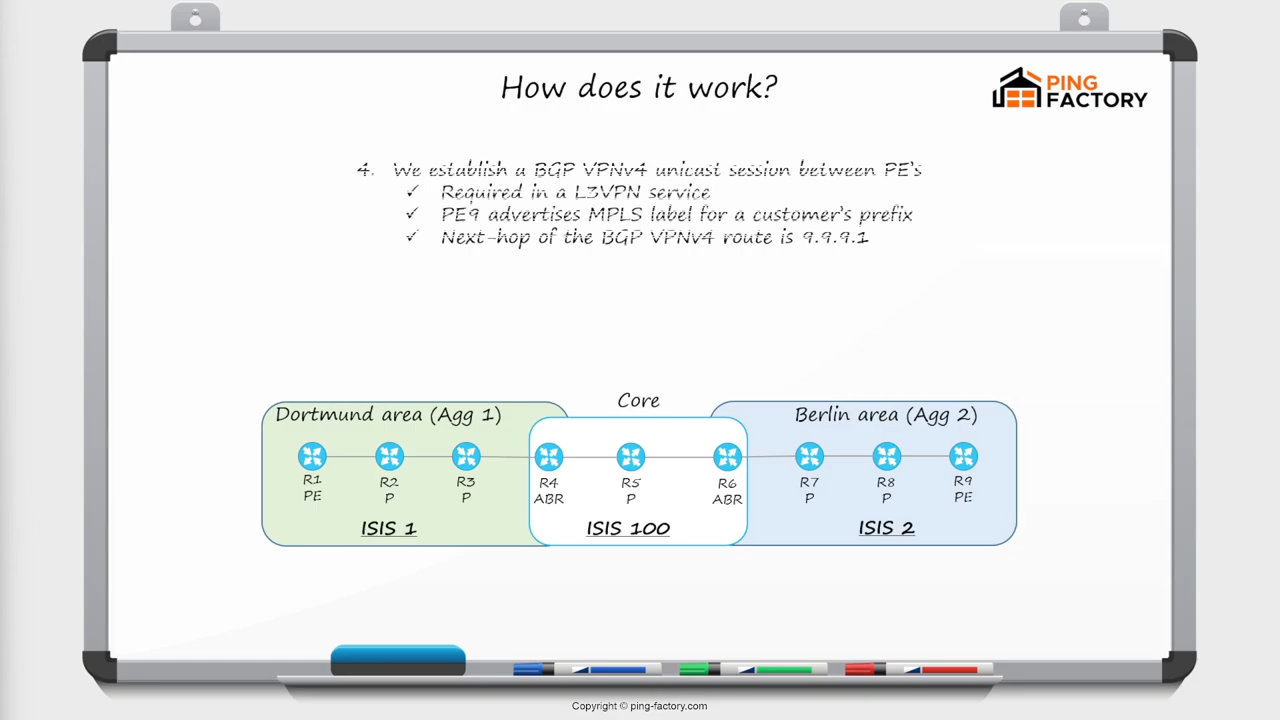 How does it work?
PING
FACTORY
4. We establish a BGP VPNv4 unicast session between PE's
✓ Required in a L3VPN service
✓ PE9 advertises MPLS label for a customer's prefix
✓ Next-hop of the BGP VPNv4 route is 9.9.9.1
Core
Dortmund area (Agg 1)
Berlin area (Agg 2)
R1 R2 R3 R4 R5 R6 R7 R8 R9
PE P P ABR P ABR P P PE
ISIS 1 ISIS 100 ISIS 2
Copyright © ping-factory.com